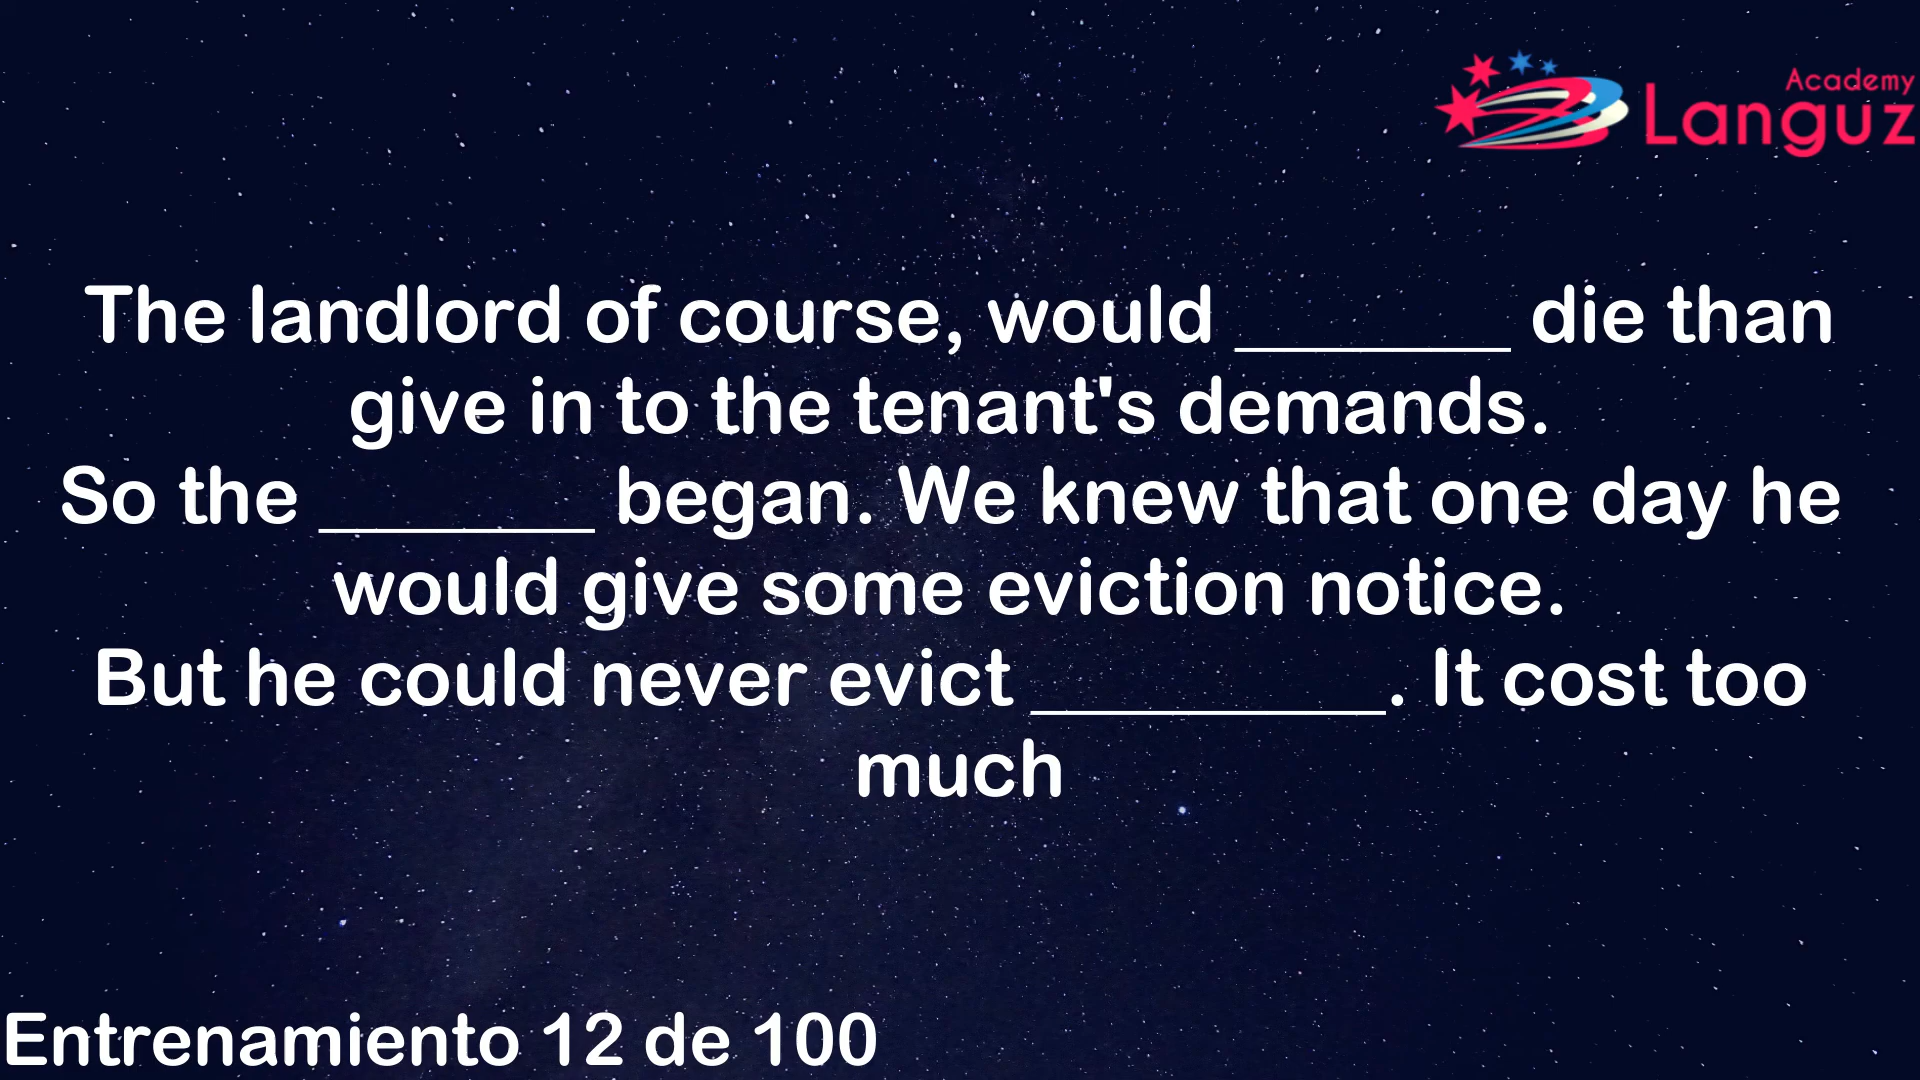 Academy
Languz
The landlord of course, would _______ die than
give in to the tenant's demands.
So the _______ began. We knew that one day he
would give some eviction notice.
But he could never evict _________. It cost too
much
Entrenamiento 12 de 100